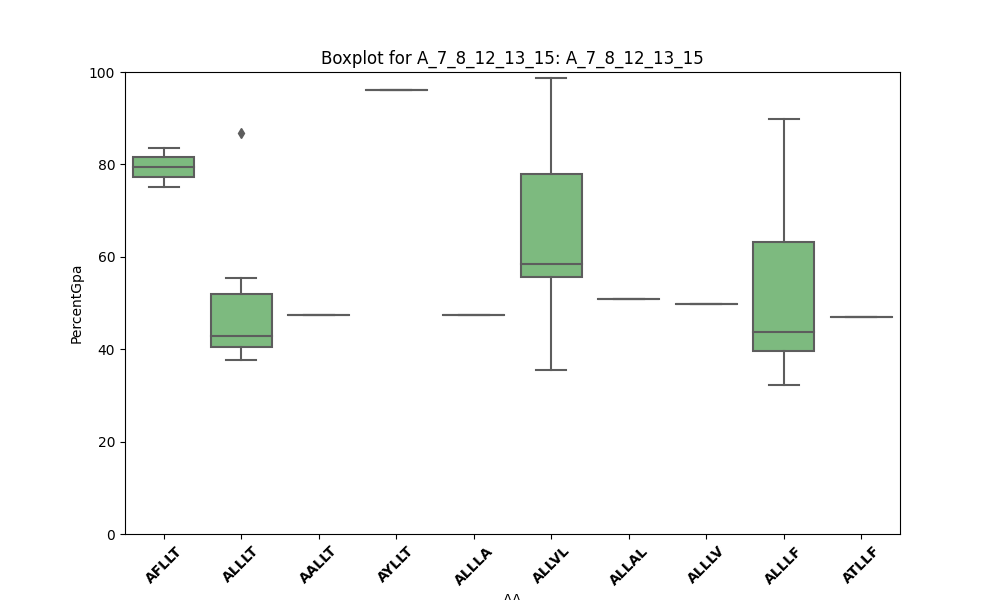 Boxplot for A_7_8_12_13_15: A_7_8_12_13_15
PercentGpa
100
80
60
40
20
0
AFLLT
ALLLT
AALLT
AYLLT
ALLLA
ALLVL
ALLAL
ALLLV
ALLLF
ATLLF
AA